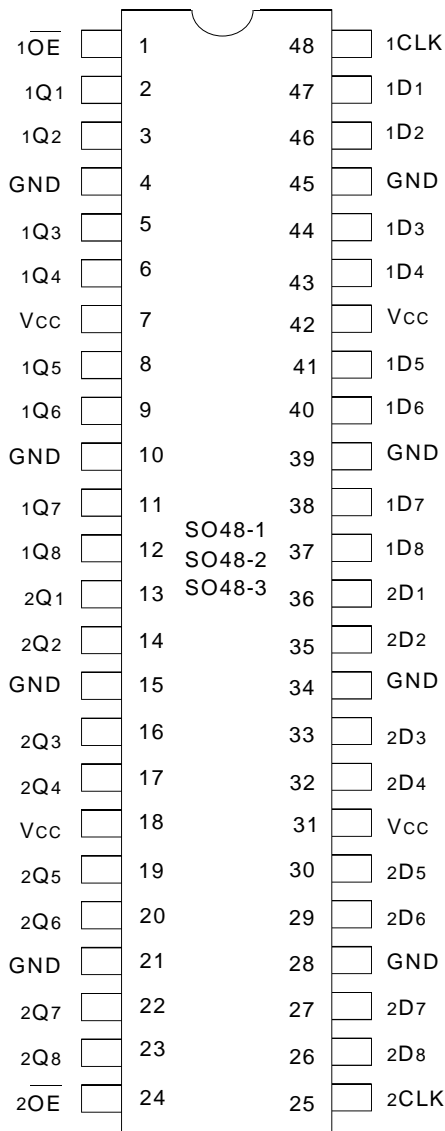 1OE 1 48 1CLK
1Q1 2 47 1D1
1Q2 3 46 1D2
GND 4 45 GND
1Q3 5 44 1D3
1Q4 6 43 1D4
VCC 7 42 VCC
1Q5 8 41 1D5
1Q6 9 40 1D6
GND 10 39 GND
1Q7 11 38 1D7
SO48-1
1Q8 12 37 1D8
SO48-2
2Q1 13 SO48-3 36 2D1
2Q2 14 35 2D2
GND 15 34 GND
2Q3 16 33 2D3
2Q4 17 32 2D4
VCC 18 31 VCC
2Q5 19 30 2D5
2Q6 20 29 2D6
GND 21 28 GND
2Q7 22 27 2D7
2Q8 23 26 2D8
2OE 24 25 2CLK